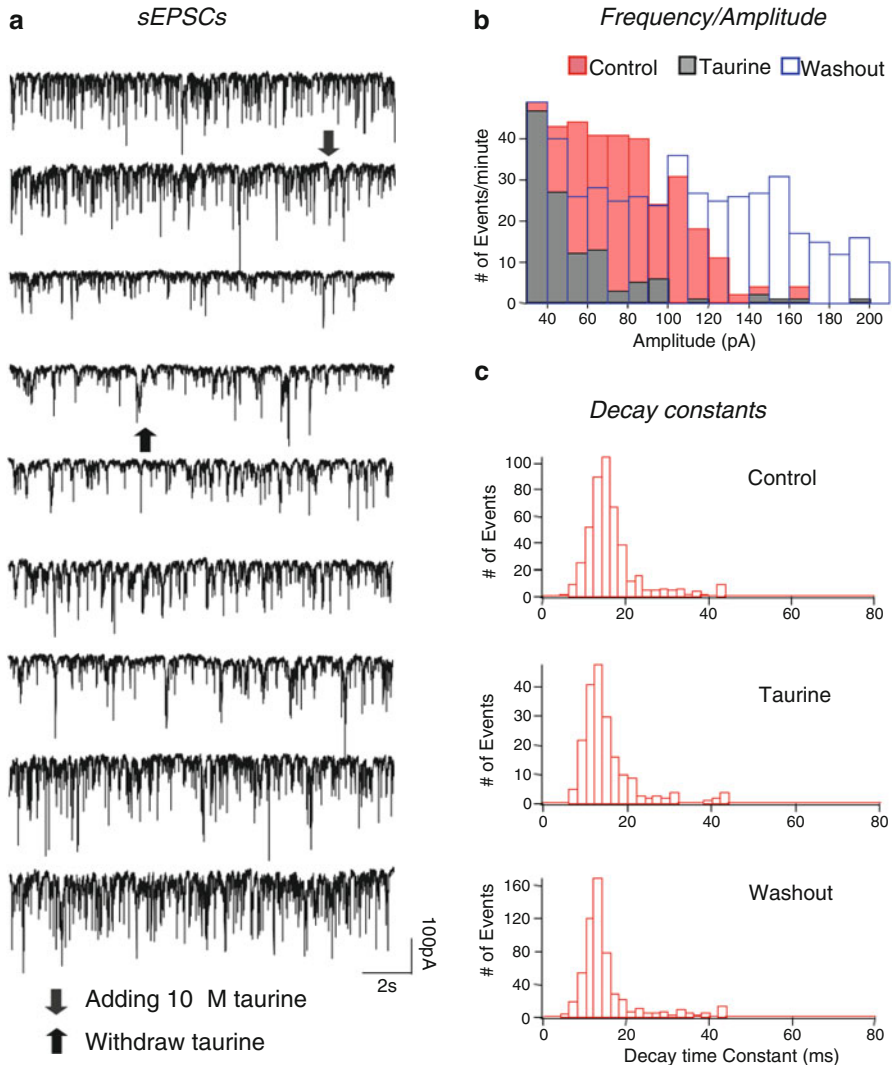 a
sEPSCs
100pA
2s
Adding 10 M taurine
Withdraw taurine
b
Frequency/Amplitude
Control Taurine Washout
# of Events/minute
40
30
20
10
0
40 60 80 100 120 140 160 180 200
Amplitude (pA)
c
Decay constants
Control
# of Events
100
80
60
40
20
0
0 20 40 60 80
Taurine
# of Events
40
30
20
10
0
0 20 40 60 80
Washout
# of Events
160
120
80
40
0
0 20 40 60 80
Decay time Constant (ms)